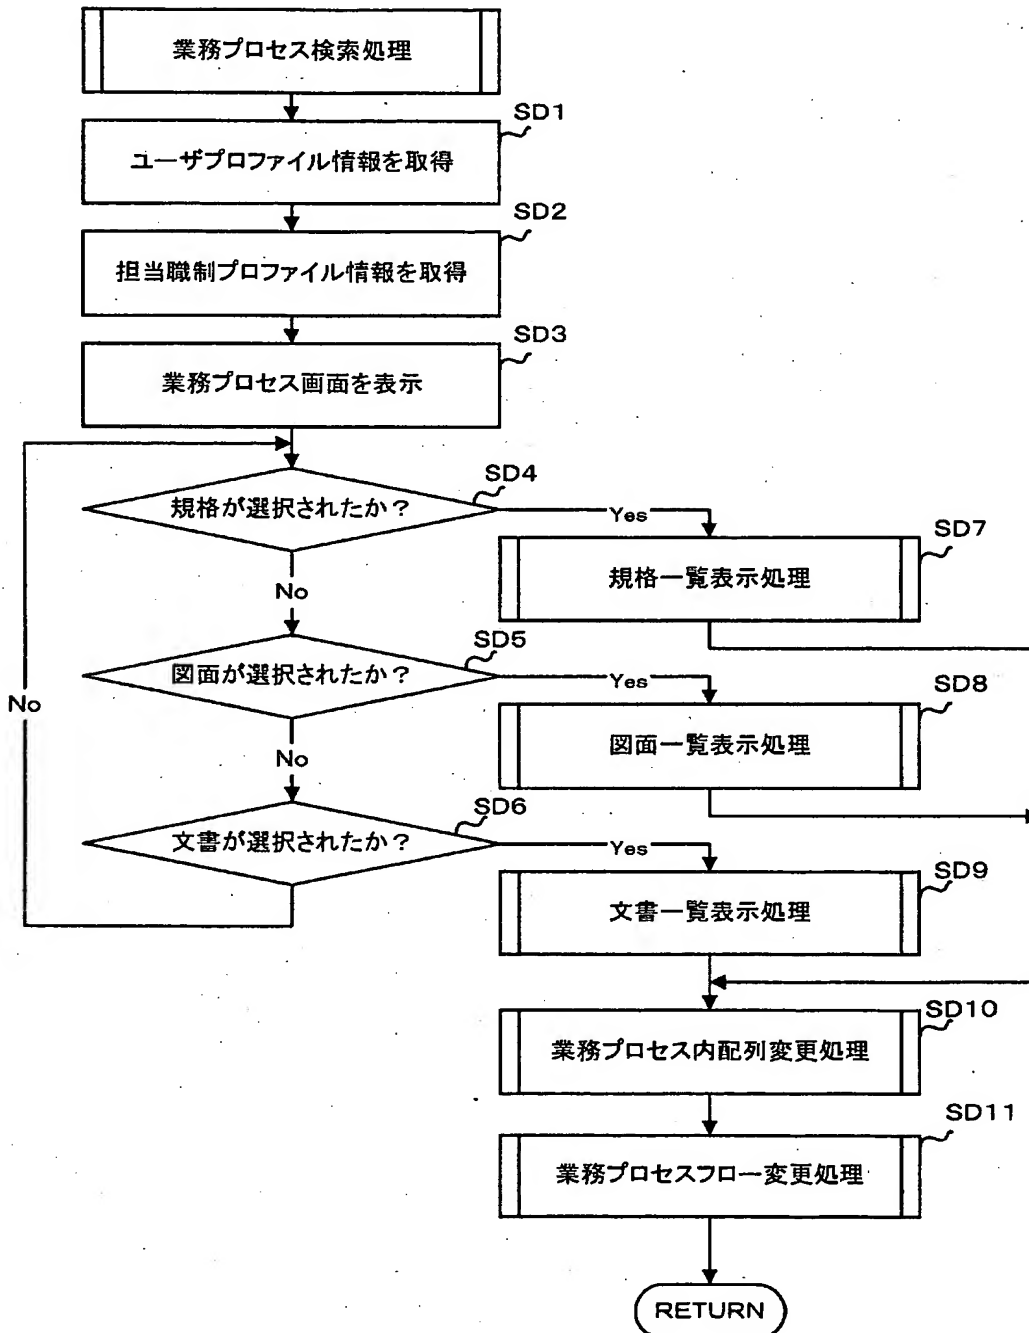 業務プロセス検索処理
SD1
ユーザプロファイル情報を取得
SD2
担当職制プロファイル情報を取得
SD3
業務プロセス画面を表示
SD4
規格が選択されたか？
Yes
SD7
規格一覧表示処理
No
SD5
図面が選択されたか？
Yes
SD8
図面一覧表示処理
No
No
SD6
文書が選択されたか？
Yes
SD9
文書一覧表示処理
SD10
業務プロセス内配列変更処理
SD11
業務プロセスフロー変更処理
RETURN